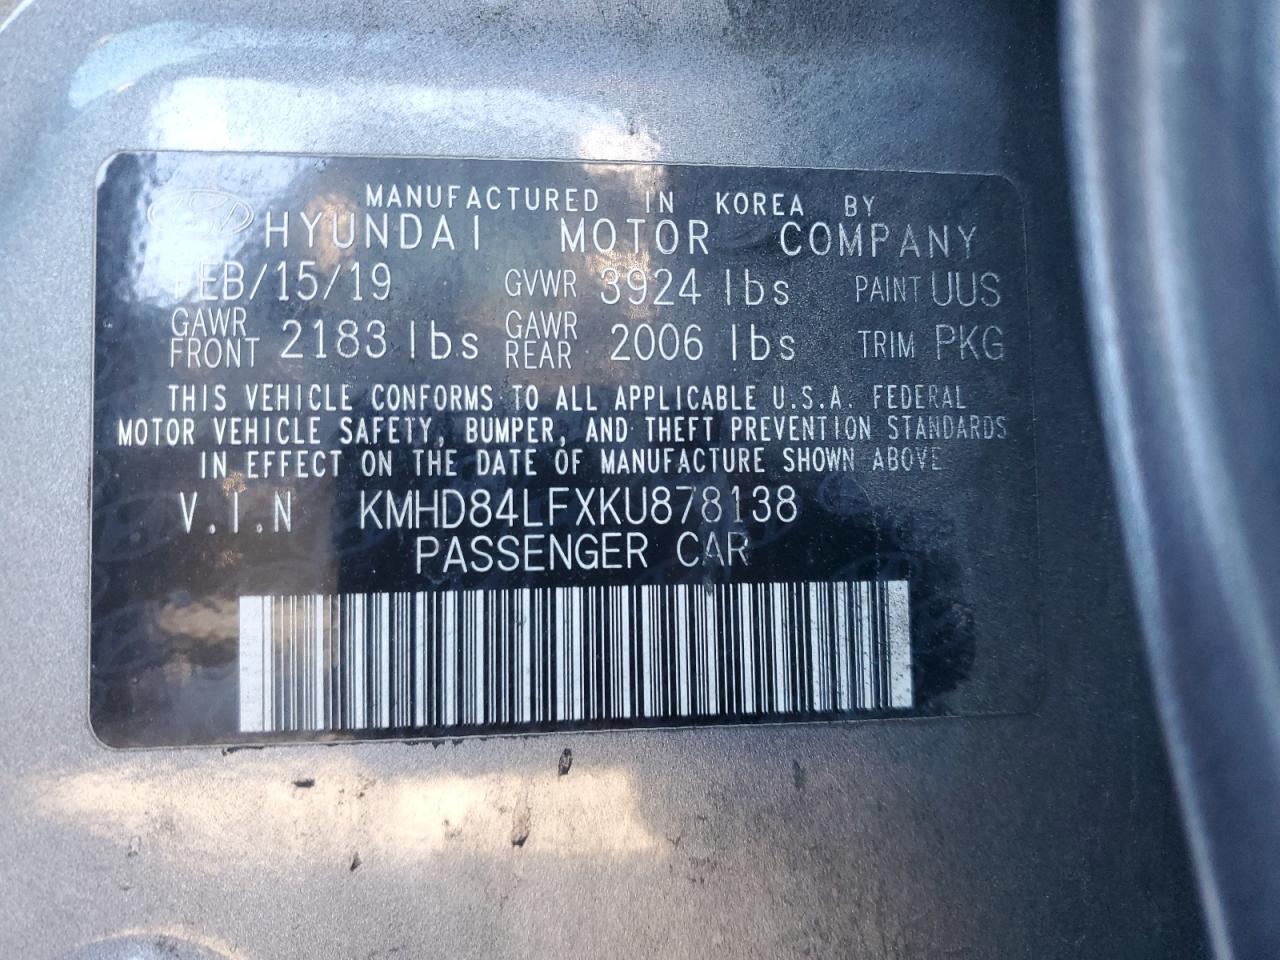 MANUFACTURED IN KOREA BY
HYUNDAI MOTOR COMPANY
FEB/15/19 GVWR 3924 lbs PAINT UUS
GAWR FRONT 2183 lbs GAWR REAR 2006 lbs TRIM PKG
THIS VEHICLE CONFORMS TO ALL APPLICABLE U.S.A. FEDERAL
MOTOR VEHICLE SAFETY, BUMPER, AND THEFT PREVENTION STANDARDS
IN EFFECT ON THE DATE OF MANUFACTURE SHOWN ABOVE
V.I.N KMHD84LFXKU878138
PASSENGER CAR